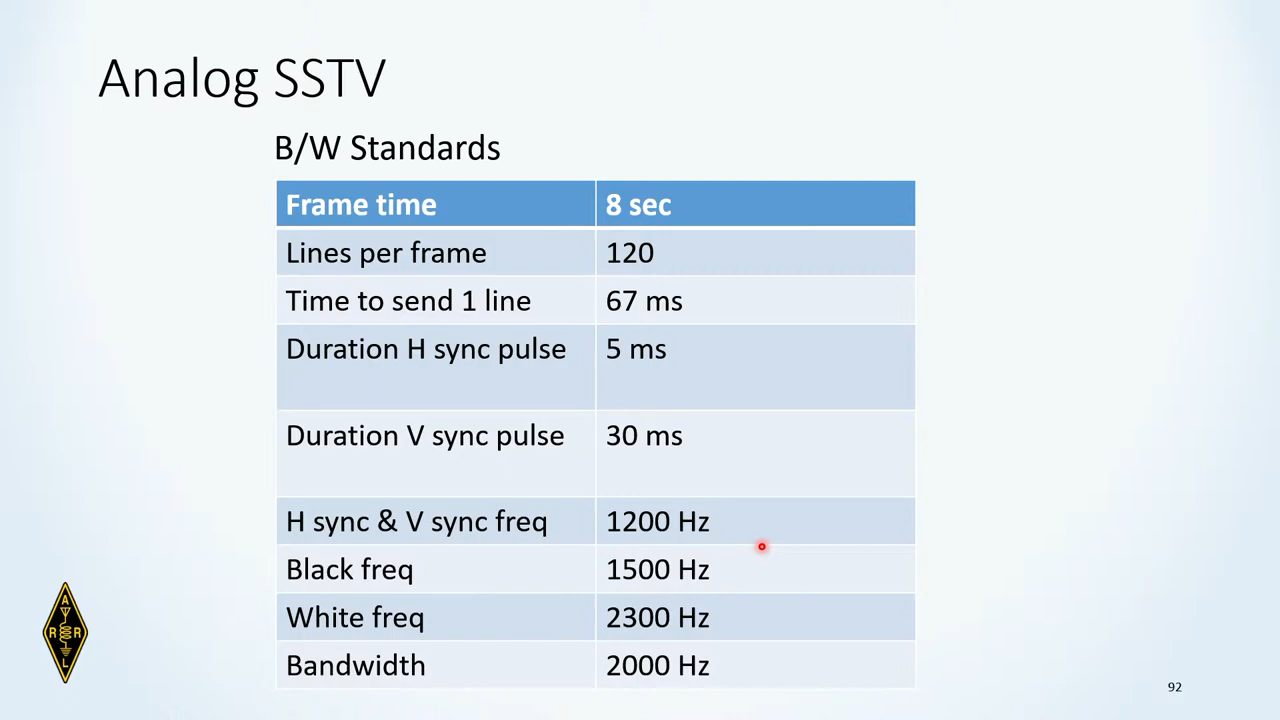 Analog SSTV
B/W Standards
Frame time 8 sec
Lines per frame 120
Time to send 1 line 67 ms
Duration H sync pulse 5 ms
Duration V sync pulse 30 ms
H sync & V sync freq 1200 Hz
Black freq 1500 Hz
White freq 2300 Hz
Bandwidth 2000 Hz
A
R R
L
92